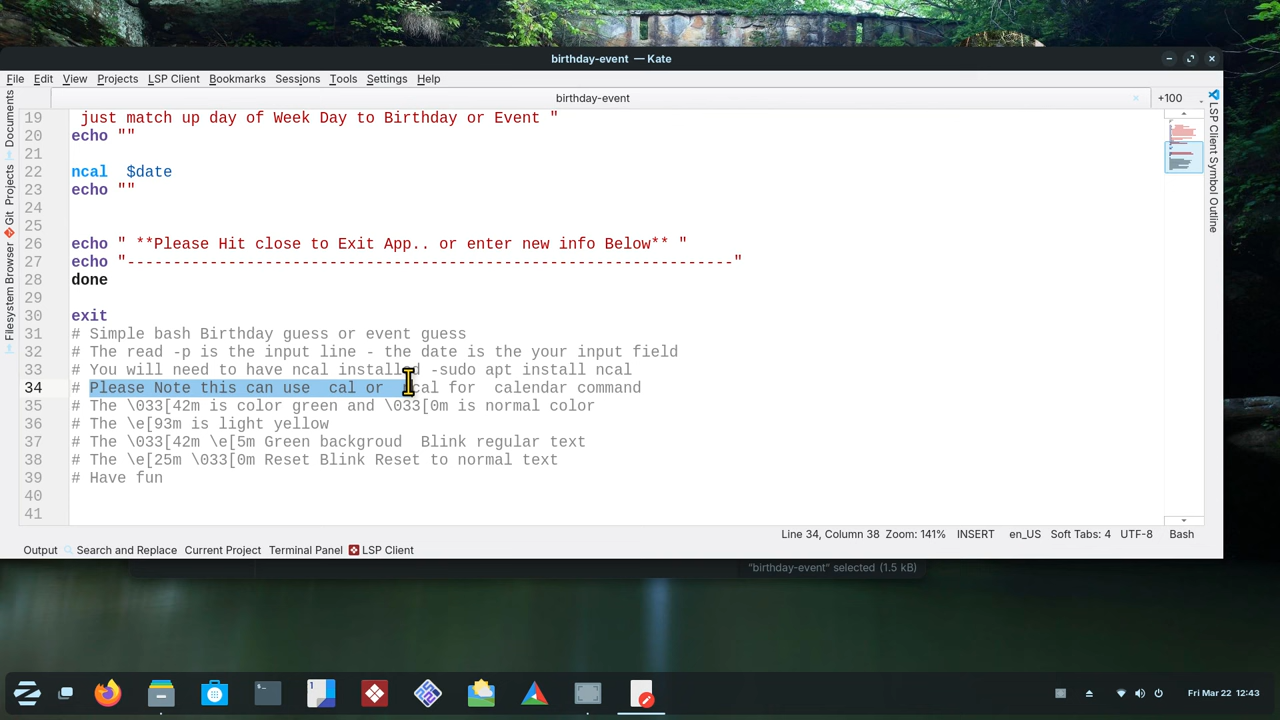 birthday-event — Kate
File Edit View Projects LSP Client Bookmarks Sessions Tools Settings Help
birthday-event +100
Documents
Projects
Git
Filesystem Browser
LSP Client Symbol Outline
19 just match up day of Week Day to Birthday or Event "
20 echo ""
21
22 ncal  $date
23 echo ""
24
25
26 echo " **Please Hit close to Exit App.. or enter new info Below** "
27 echo "------------------------------------------------------------------"
28 done
29
30 exit
31 # Simple bash Birthday guess or event guess
32 # The read -p is the input line - the date is the your input field
33 # You will need to have ncal installed -sudo apt install ncal
34 # Please Note this can use  cal or  ncal for  calendar command
35 # The \033[42m is color green and \033[0m is normal color
36 # The \e[93m is light yellow
37 # The \033[42m \e[5m Green backgroud  Blink regular text
38 # The \e[25m \033[0m Reset Blink Reset to normal text
39 # Have fun
40
41
Line 34, Column 38 Zoom: 141% INSERT en_US Soft Tabs: 4 UTF-8 Bash
Output Search and Replace Current Project Terminal Panel LSP Client
"birthday-event" selected (1.5 kB)
Fri Mar 22 12:43